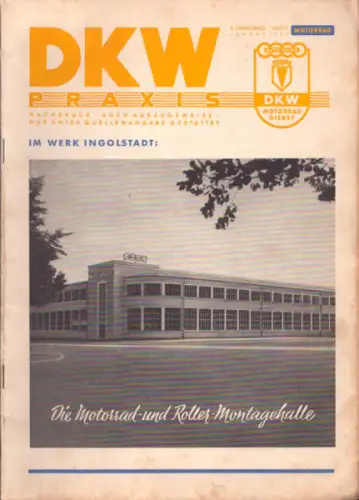 DKW
PRAXIS
NACHDRUCK - AUCH AUSZUGSWEISE -
NUR UNTER QUELLENANGABE GESTATTET
MOTORRAD
DKW
MOTORRAD
DIENST
IM WERK INGOLSTADT:
Die Motorrad- und Roller-Montagehalle